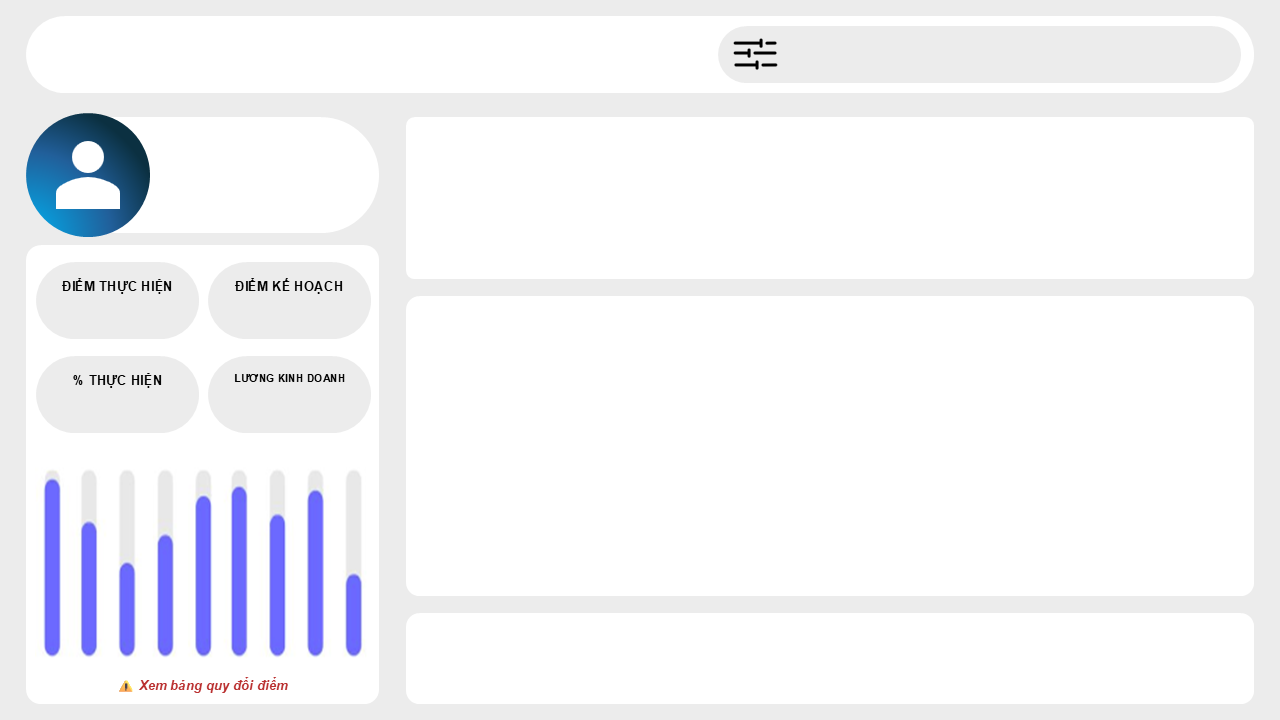 ĐIỂM THỰC HIỆN
ĐIỂM KẾ HOẠCH
% THỰC HIỆN
LƯƠNG KINH DOANH
⚠ Xem bảng quy đổi điểm